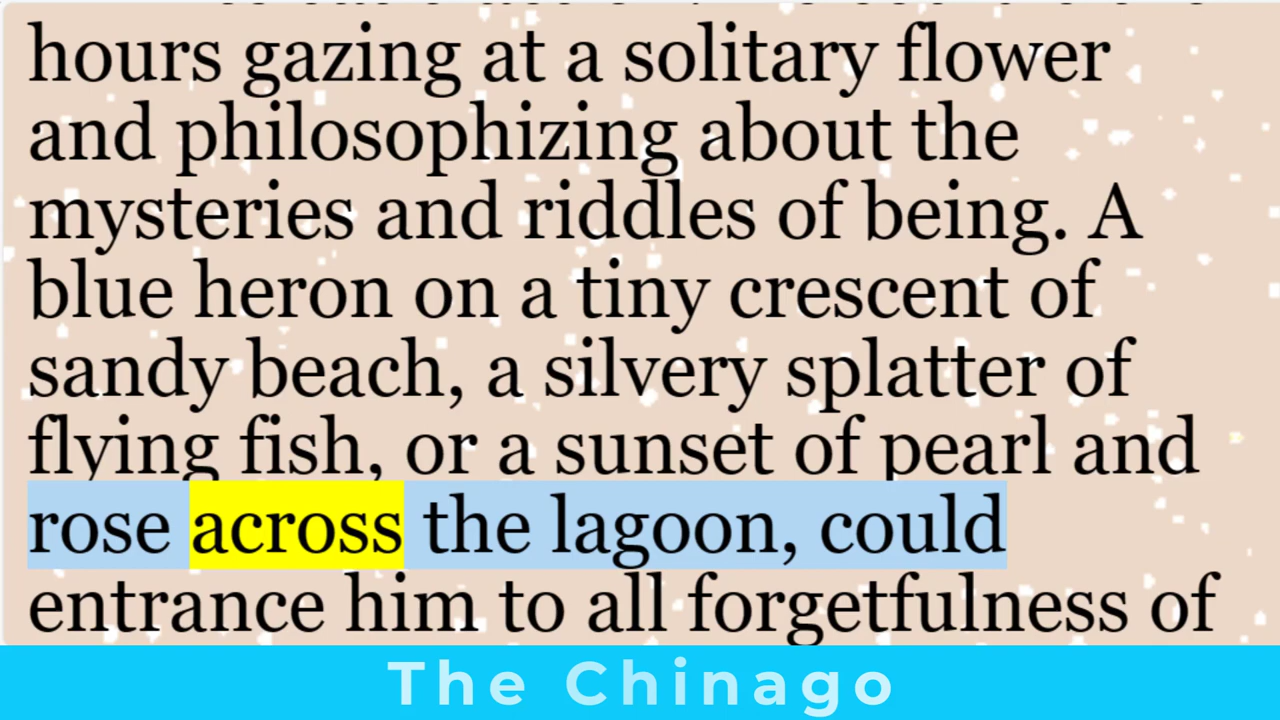 hours gazing at a solitary flower
and philosophizing about the
mysteries and riddles of being. A
blue heron on a tiny crescent of
sandy beach, a silvery splatter of
flying fish, or a sunset of pearl and
rose across the lagoon, could
entrance him to all forgetfulness of
The Chinago